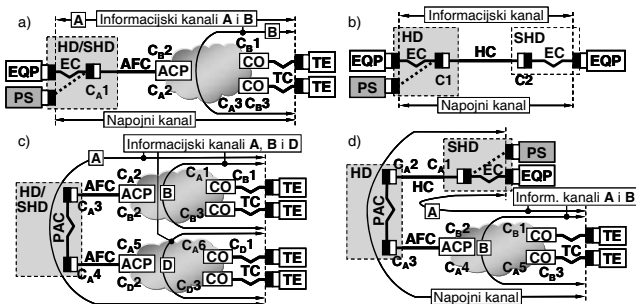 a)
A Informacijski kanali A i B
B
HD/SHD
EC
AFC
CB2
CB1
EQP
ACP
CO
TE
PS
CA1
CA2
CO
TC
TE
CA3 CB3
Napojni kanal
b)
Informacijski kanal
HD
SHD
EC
HC
EC
EQP
EQP
PS
C1
C2
Napojni kanal
c)
Informacijski kanali A, B i D
A
HD/
SHD
AFC
CA2
CA1
CB1
ACP
B
CO
TE
CA3
CB2
CB3
CO
TC
TE
PAC
AFC
CA5
CA6
CD1
ACP
D
CO
TE
CA4
CD2
CD3
CO
TC
TE
d)
SHD
HD
CA2
CA1
PS
HC
EC
EQP
Inform. kanali A i B
A
PAC
AFC
CB2
CB1
ACP
B
CO
TE
CA3
CA4
CA5
CO
TC
TE
CB3
Napojni kanal